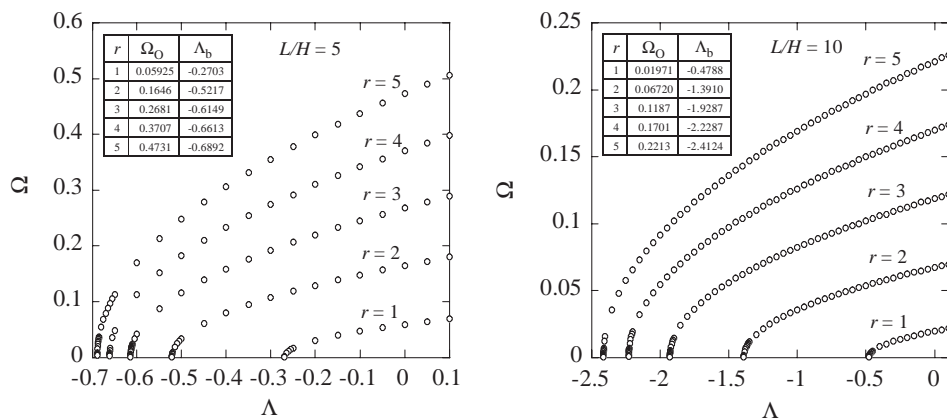 0.6
0.5
0.4
0.3
0.2
0.1
0
Ω
r Ω_O Λ_b
1 0.05925 -0.2703
2 0.1646 -0.5217
3 0.2681 -0.6149
4 0.3707 -0.6613
5 0.4731 -0.6892
L/H = 5
r = 5
r = 4
r = 3
r = 2
r = 1
-0.7 -0.6 -0.5 -0.4 -0.3 -0.2 -0.1 0 0.1
Λ
0.25
0.2
0.15
0.1
0.05
0
Ω
r Ω_O Λ_b
1 0.01971 -0.4788
2 0.06720 -1.3910
3 0.1187 -1.9287
4 0.1701 -2.2287
5 0.2213 -2.4124
L/H = 10
r = 5
r = 4
r = 3
r = 2
r = 1
-2.5 -2 -1.5 -1 -0.5 0
Λ